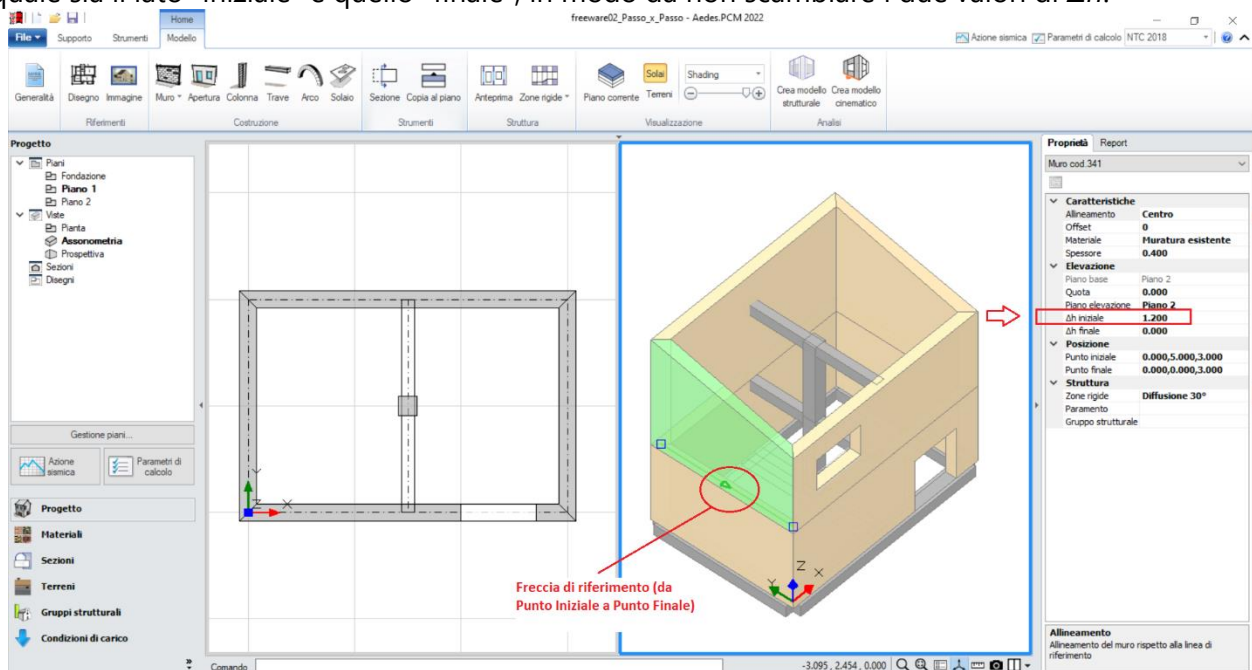 quale sia il lato "iniziale" e quello "finale", in modo da non scambiare i due valori di Δh.
freeware02_Passo_x_Passo - Aedes.PCM 2022
Home
File Supporto Strumenti Modello
Azione sismica Parametri di calcolo NTC 2018
Generalità Disegno Immagine Muro Apertura Colonna Trave Arco Solaio Sezione Copia al piano Anteprima Zone rigide Piano corrente Solai Terreni Shading Crea modello strutturale Crea modello cinematico
Riferimenti Costruzione Strumenti Struttura Visualizzazione Analisi
Progetto
Piani
Fondazione
Piano 1
Piano 2
Viste
Pianta
Assonometria
Prospettiva
Sezioni
Disegni
Gestione piani...
Azione sismica
Parametri di calcolo
Progetto
Materiali
Sezioni
Terreni
Gruppi strutturali
Condizioni di carico
Y
Z X
Z
Y X
Freccia di riferimento (da
Punto Iniziale a Punto Finale)
Proprietà Report
Muro cod.341
Caratteristiche
Allineamento Centro
Offset 0
Materiale Muratura esistente
Spessore 0.400
Elevazione
Piano base Piano 2
Quota 0.000
Piano elevazione Piano 2
Δh iniziale 1.200
Δh finale 0.000
Posizione
Punto iniziale 0.000,5.000,3.000
Punto finale 0.000,0.000,3.000
Struttura
Zone rigide Diffusione 30°
Paramento
Gruppo strutturale
Allineamento
Allineamento del muro rispetto alla linea di
riferimento
Comando
-3.095 , 2.454 , 0.000